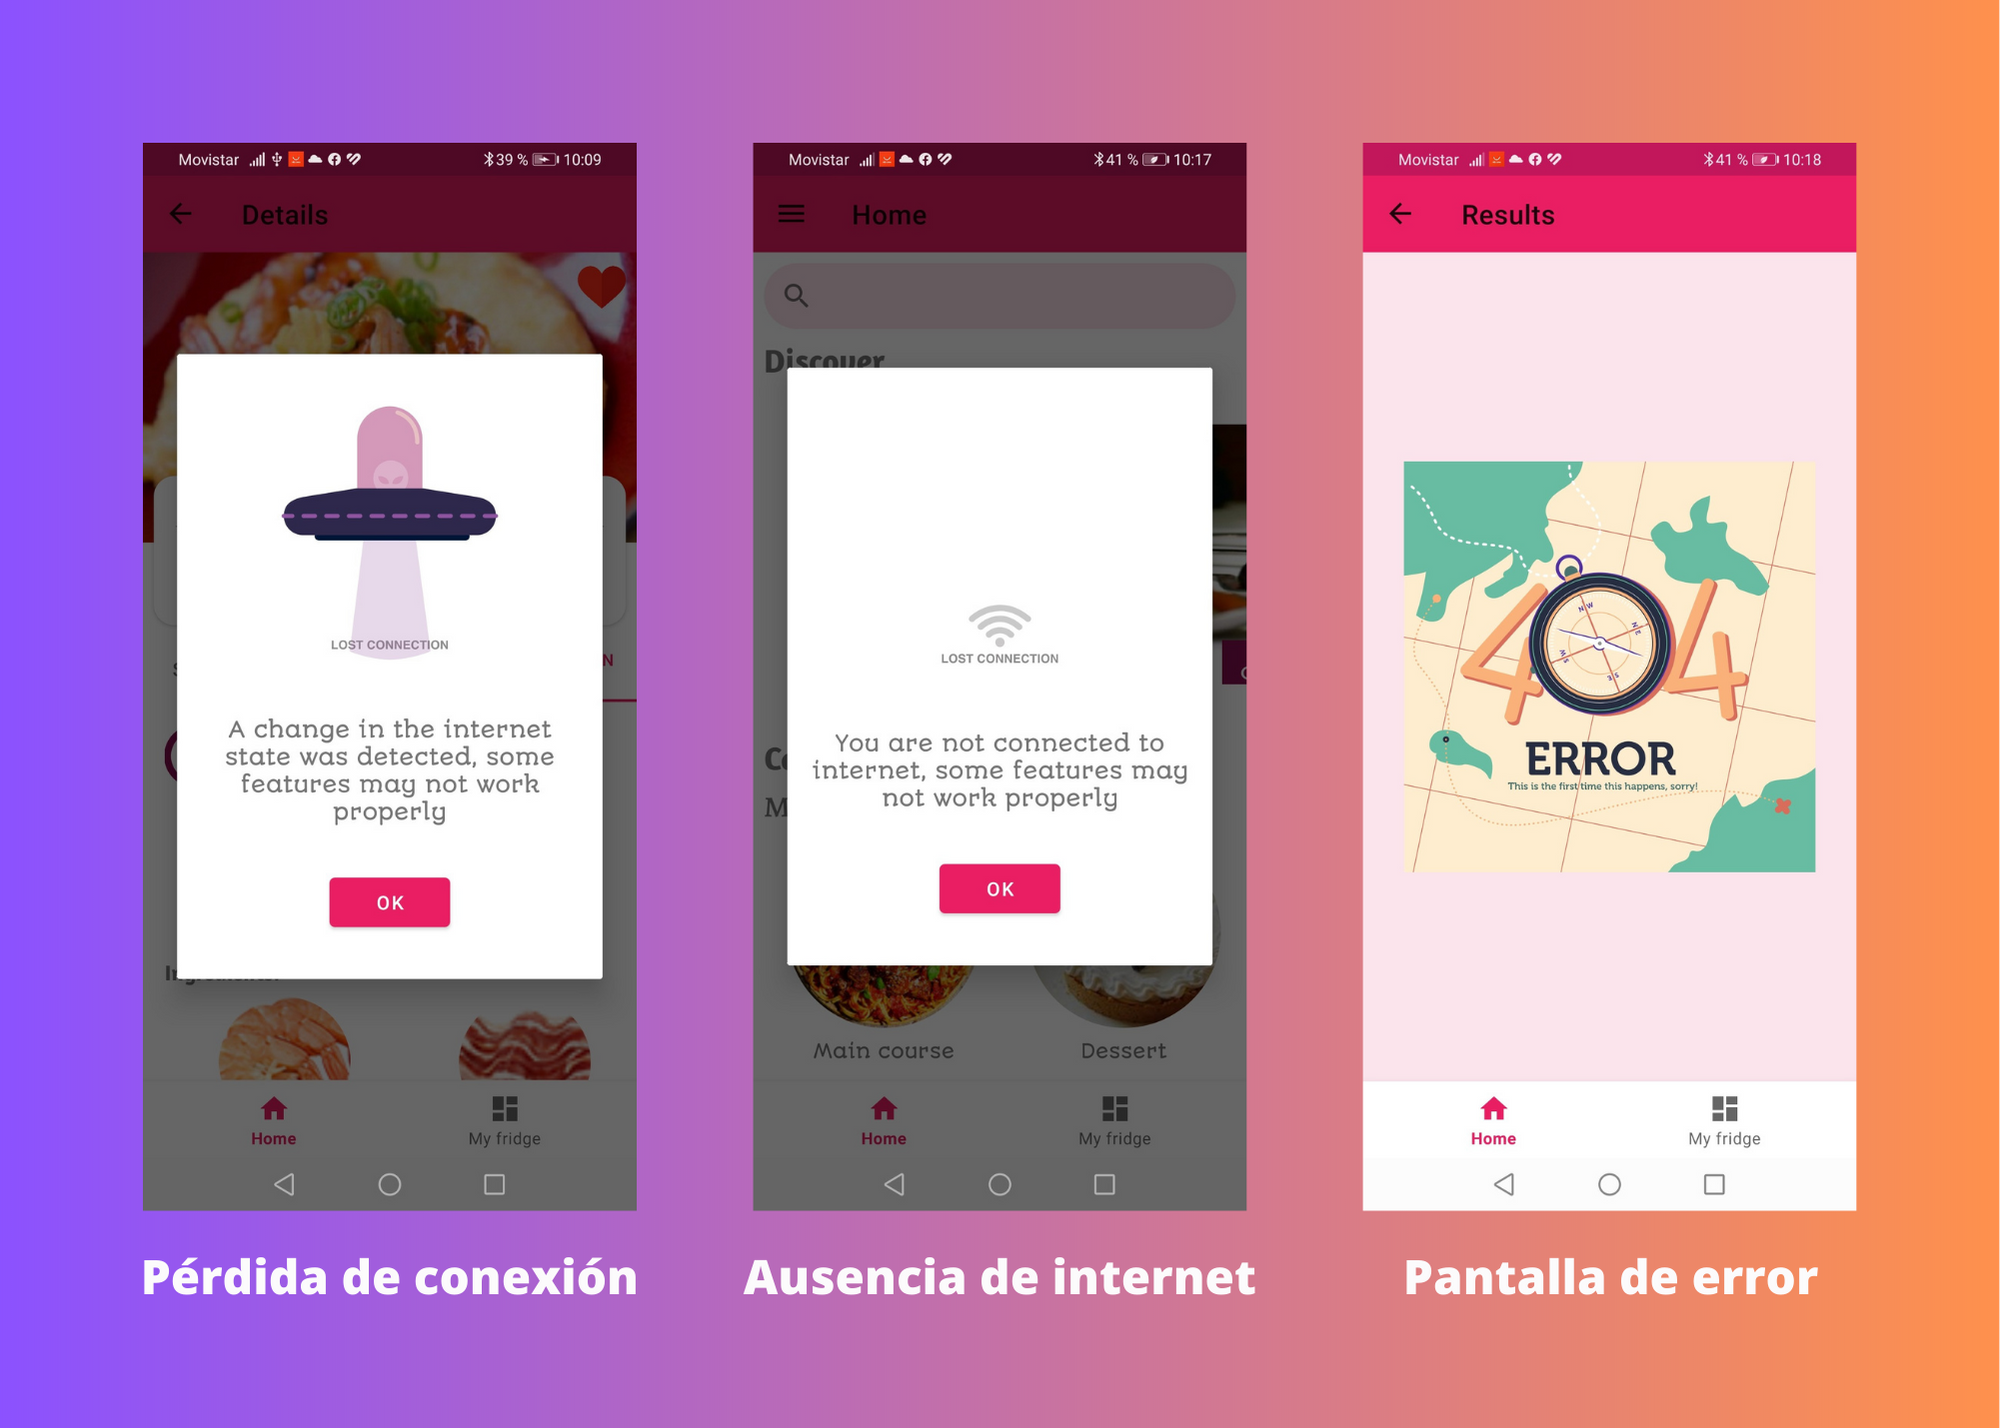 Movistar 39 % 10:09
Details
LOST CONNECTION
A change in the internet
state was detected, some
features may not work
properly
OK
Home
My fridge
Pérdida de conexión
Movistar 41 % 10:17
Home
Discover
LOST CONNECTION
You are not connected to
internet, some features may
not work properly
OK
Main course
Dessert
Home
My fridge
Ausencia de internet
Movistar 41 % 10:18
Results
N W
N E
S W
S E
404
ERROR
This is the first time this happens, sorry!
Home
My fridge
Pantalla de error